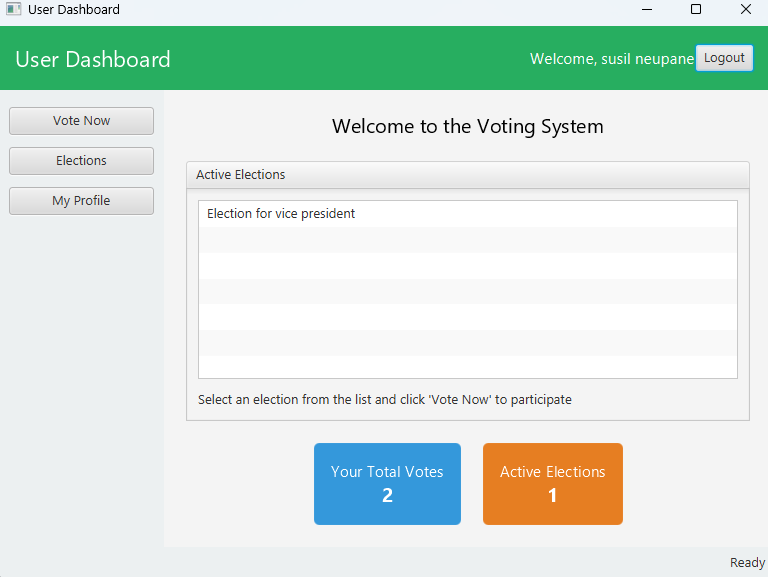 User Dashboard
User Dashboard
Welcome, susil neupane
Logout
Vote Now
Elections
My Profile
Welcome to the Voting System
Active Elections
Election for vice president
Select an election from the list and click 'Vote Now' to participate
Your Total Votes
2
Active Elections
1
Ready